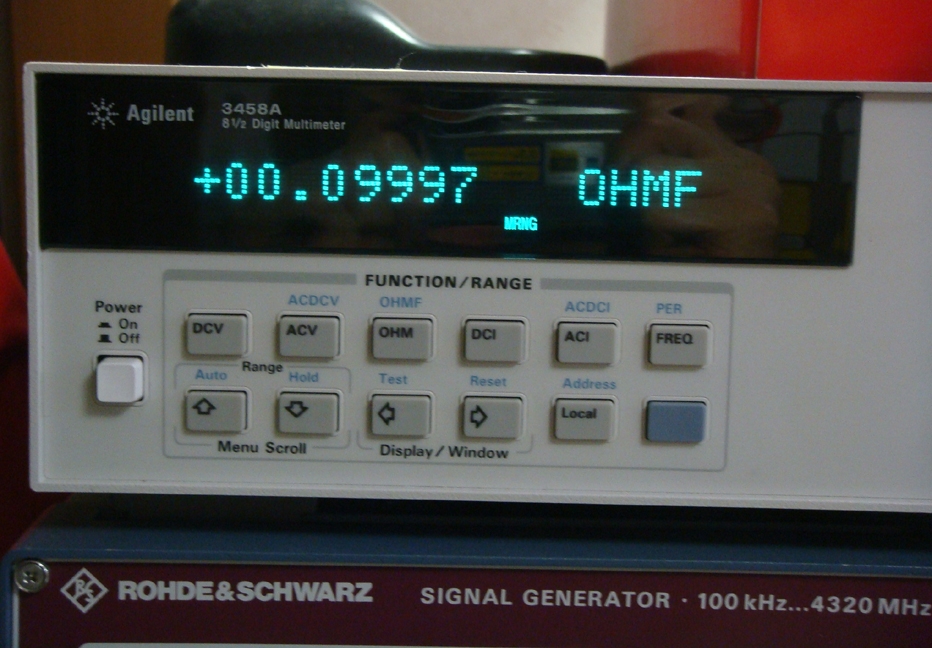 Agilent 3458A
8½ Digit Multimeter
+00.09997 OHMF
MRNG
FUNCTION/RANGE
Power
On
Off
ACDCV OHMF ACDCI PER
DCV ACV OHM DCI ACI FREQ
Range
Auto Hold Test Reset Address
Local
Menu Scroll Display/Window
ROHDE&SCHWARZ SIGNAL GENERATOR · 100 kHz...4320 MHz